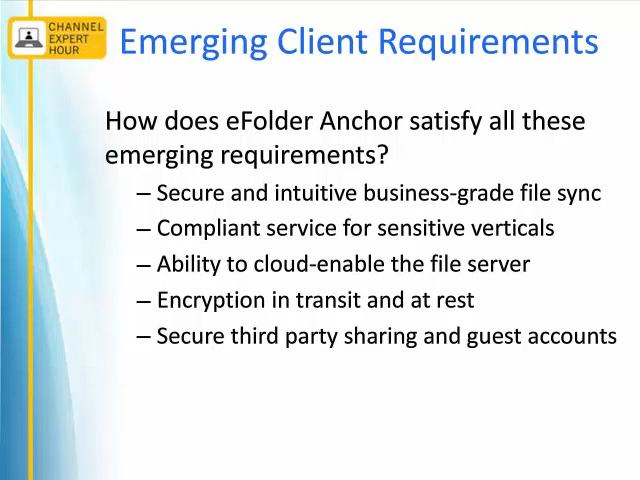 CHANNEL
EXPERT
HOUR
Emerging Client Requirements
How does eFolder Anchor satisfy all these
emerging requirements?
– Secure and intuitive business-grade file sync
– Compliant service for sensitive verticals
– Ability to cloud-enable the file server
– Encryption in transit and at rest
– Secure third party sharing and guest accounts